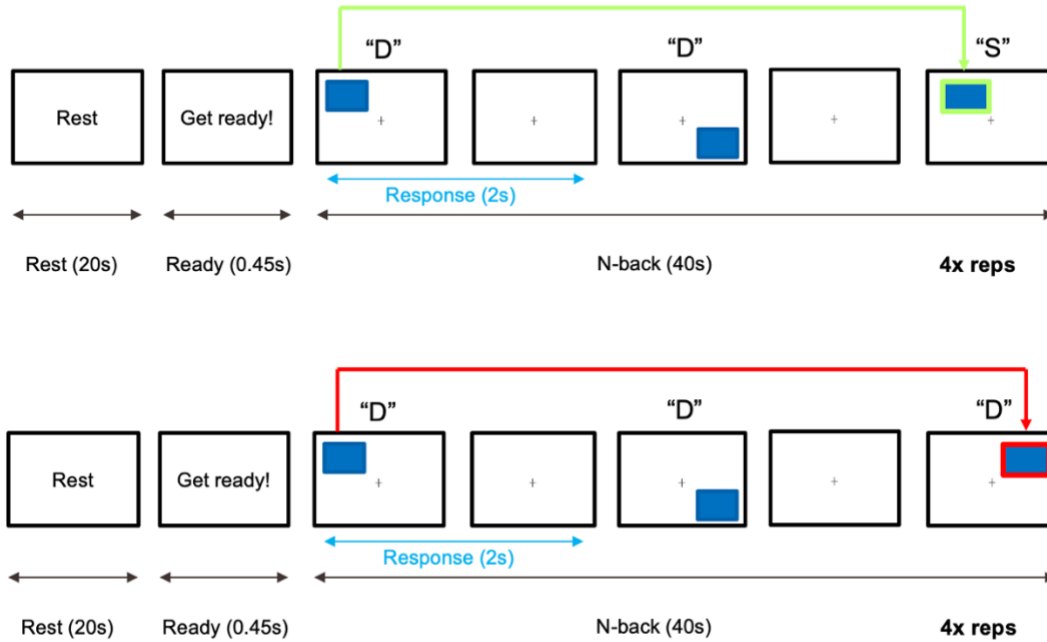 “D” “D” “S”
Rest Get ready!
Response (2s)
Rest (20s) Ready (0.45s) N-back (40s) 4x reps
“D” “D” “D”
Rest Get ready!
Response (2s)
Rest (20s) Ready (0.45s) N-back (40s) 4x reps